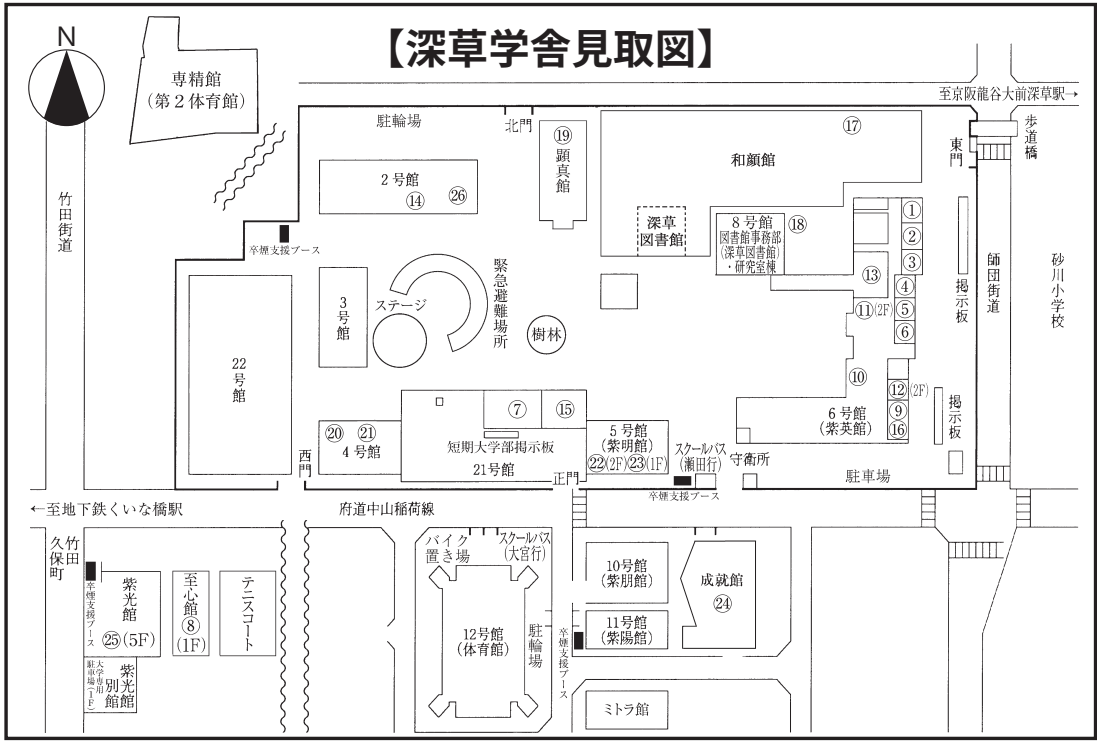 【深草学舎見取図】
N
専精館
(第２体育館)
至京阪龍谷大前深草駅→
駐輪場
北門
⑲
顕真館
⑰
和顔館
東門
歩道橋
２号館
⑭
㉖
竹田街道
卒煙支援ブース
深草
図書館
８号館
図書館事務部
(深草図書館)
・研究室棟
⑱
①
②
③
④
⑤
⑥
⑬
⑪(2F)
掲示板
師団街道
砂川小学校
緊急避難場所
ステージ
３号館
樹林
22号館
⑩
⑫(2F)
⑨
⑯
掲示板
６号館
(紫英館)
⑦
⑮
⑳
㉑
４号館
短期大学部掲示板
21号館
５号館
(紫明館)
㉒(2F)㉓(1F)
スクールバス
(瀬田行)
守衛所
駐車場
西門
正門
卒煙支援ブース
←至地下鉄くいな橋駅
府道中山稲荷線
竹田
久保町
卒煙支援ブース
紫光館
㉕(5F)
至心館
⑧
(1F)
テニスコート
紫光館
別館
大学専用
駐車場(1F)
バイク
置き場
スクールバス
(大宮行)
12号館
(体育館)
駐輪場
卒煙支援ブース
10号館
(紫朋館)
11号館
(紫陽館)
成就館
㉔
ミトラ館